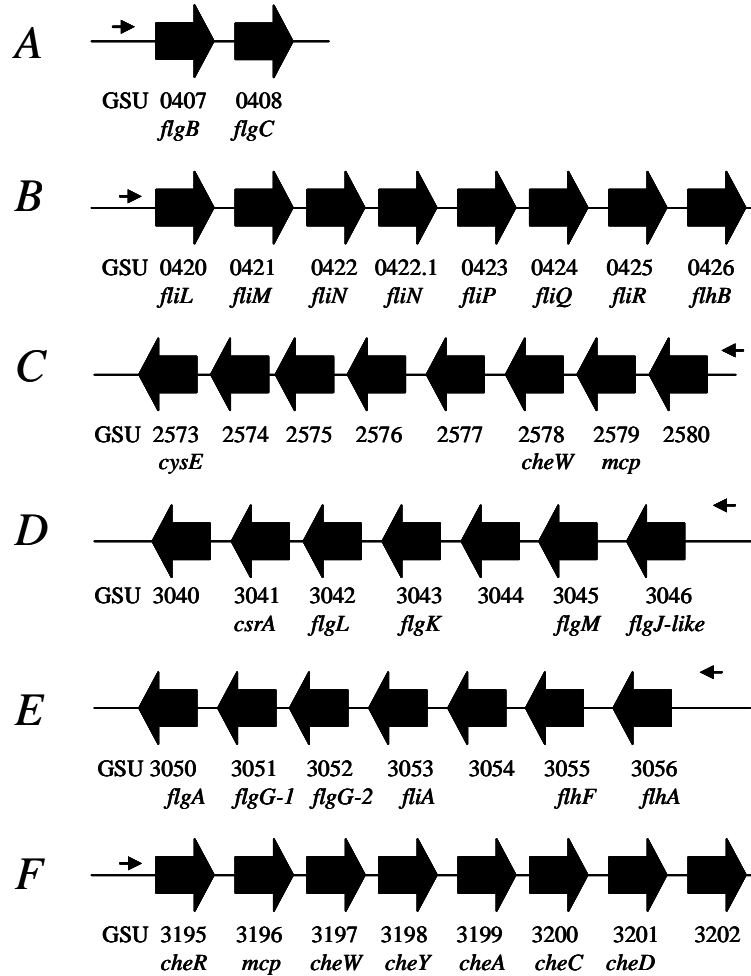 A
GSU 0407 0408
flgB flgC
B
GSU 0420 0421 0422 0422.1 0423 0424 0425 0426
fliL fliM fliN fliN fliP fliQ fliR flhB
C
GSU 2573 2574 2575 2576 2577 2578 2579 2580
cysE cheW mcp
D
GSU 3040 3041 3042 3043 3044 3045 3046
csrA flgL flgK flgM flgJ-like
E
GSU 3050 3051 3052 3053 3054 3055 3056
flgA flgG-1 flgG-2 fliA flhF flhA
F
GSU 3195 3196 3197 3198 3199 3200 3201 3202
cheR mcp cheW cheY cheA cheC cheD